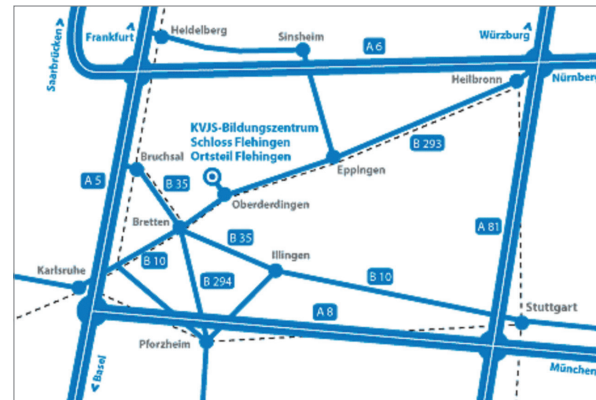 Saarbrücken
Frankfurt
Heidelberg
Sinsheim
A 6
Würzburg
Nürnberg
Heilbronn
KVJS-Bildungszentrum
Schloss Flehingen
Ortsteil Flehingen
B 293
Bruchsal
Eppingen
A 5
B 35
Oberderdingen
Bretten
B 35
A 81
Illingen
Karlsruhe
B 10
B 294
B 10
A 8
Stuttgart
Pforzheim
Basel
München